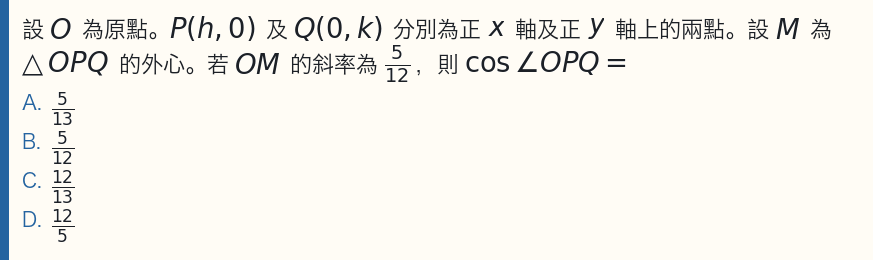 設 O 為原點。P(h, 0) 及 Q(0, k) 分別為正 x 軸及正 y 軸上的兩點。設 M 為
△OPQ 的外心。若 OM 的斜率為 5/12，則 cos ∠OPQ =
A. 5/13
B. 5/12
C. 12/13
D. 12/5